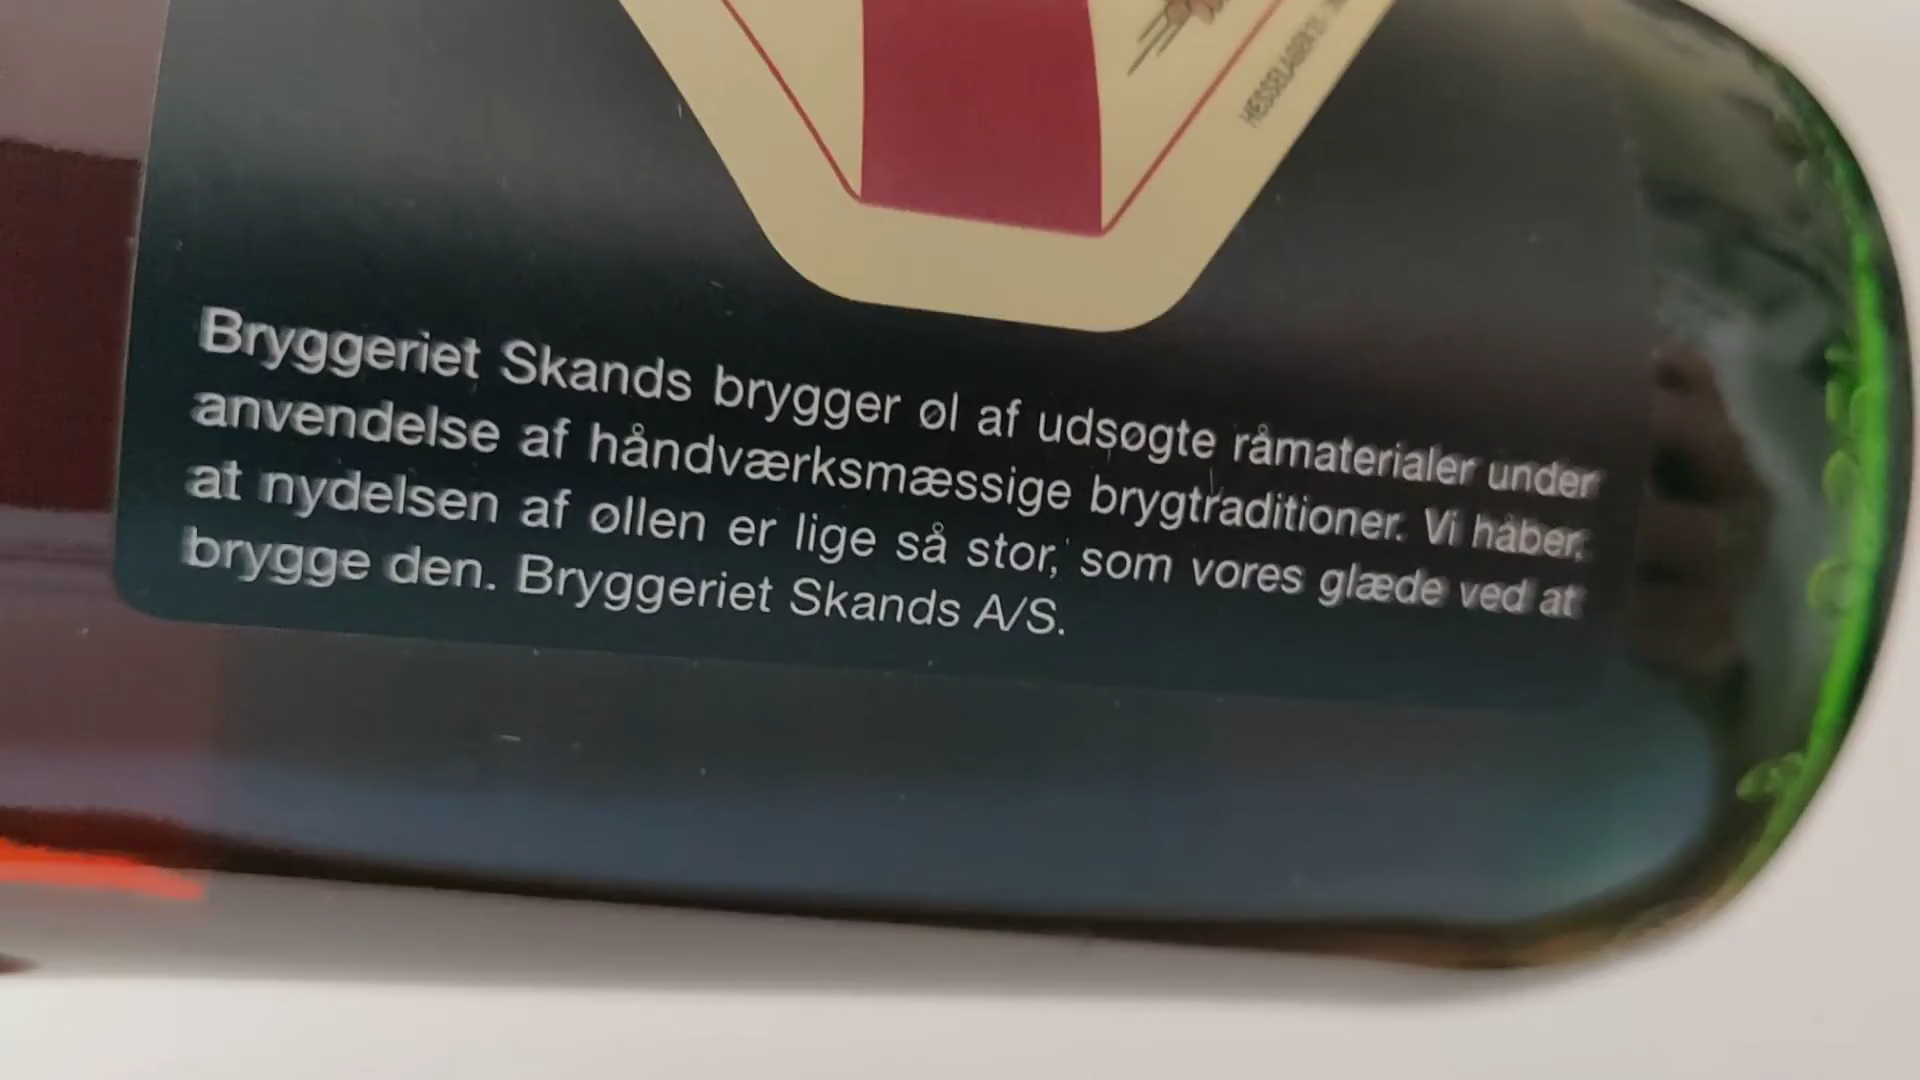 HESSELAGER
Bryggeriet Skands brygger øl af udsøgte råmaterialer under
anvendelse af håndværksmæssige brygtraditioner. Vi håber,
at nydelsen af øllen er lige så stor, som vores glæde ved at
brygge den. Bryggeriet Skands A/S.